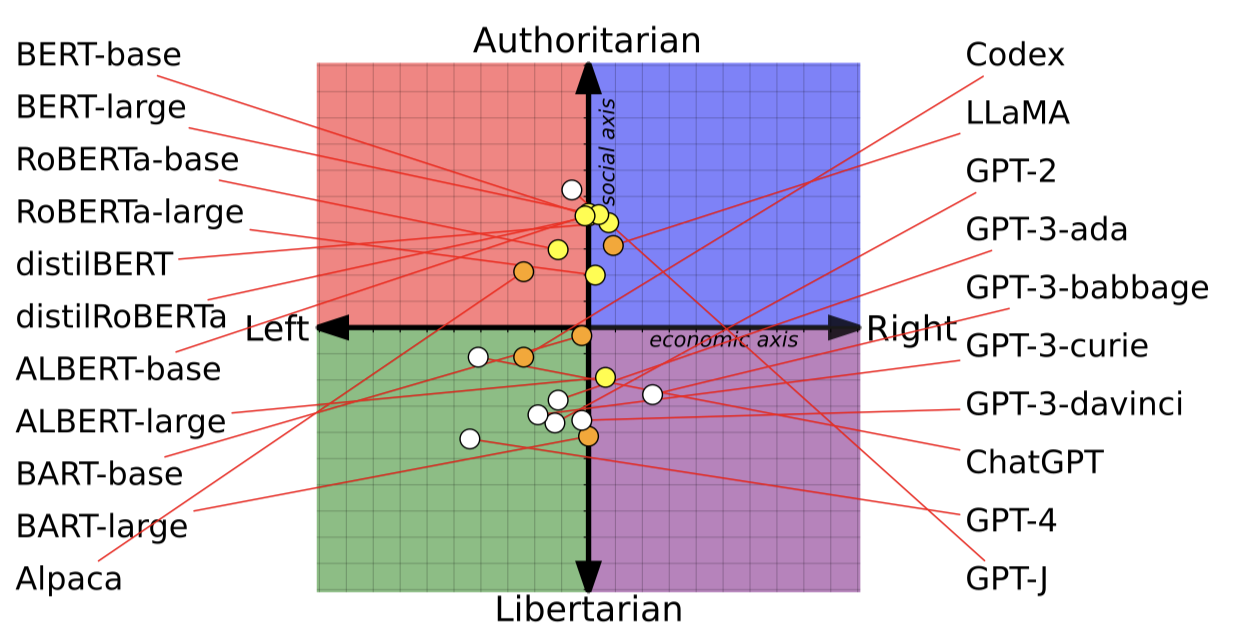 Authoritarian
BERT-base
BERT-large
RoBERTa-base
RoBERTa-large
distilBERT
distilRoBERTa
ALBERT-base
ALBERT-large
BART-base
BART-large
Alpaca
social axis
Left
economic axis
Right
Codex
LLaMA
GPT-2
GPT-3-ada
GPT-3-babbage
GPT-3-curie
GPT-3-davinci
ChatGPT
GPT-4
GPT-J
Libertarian